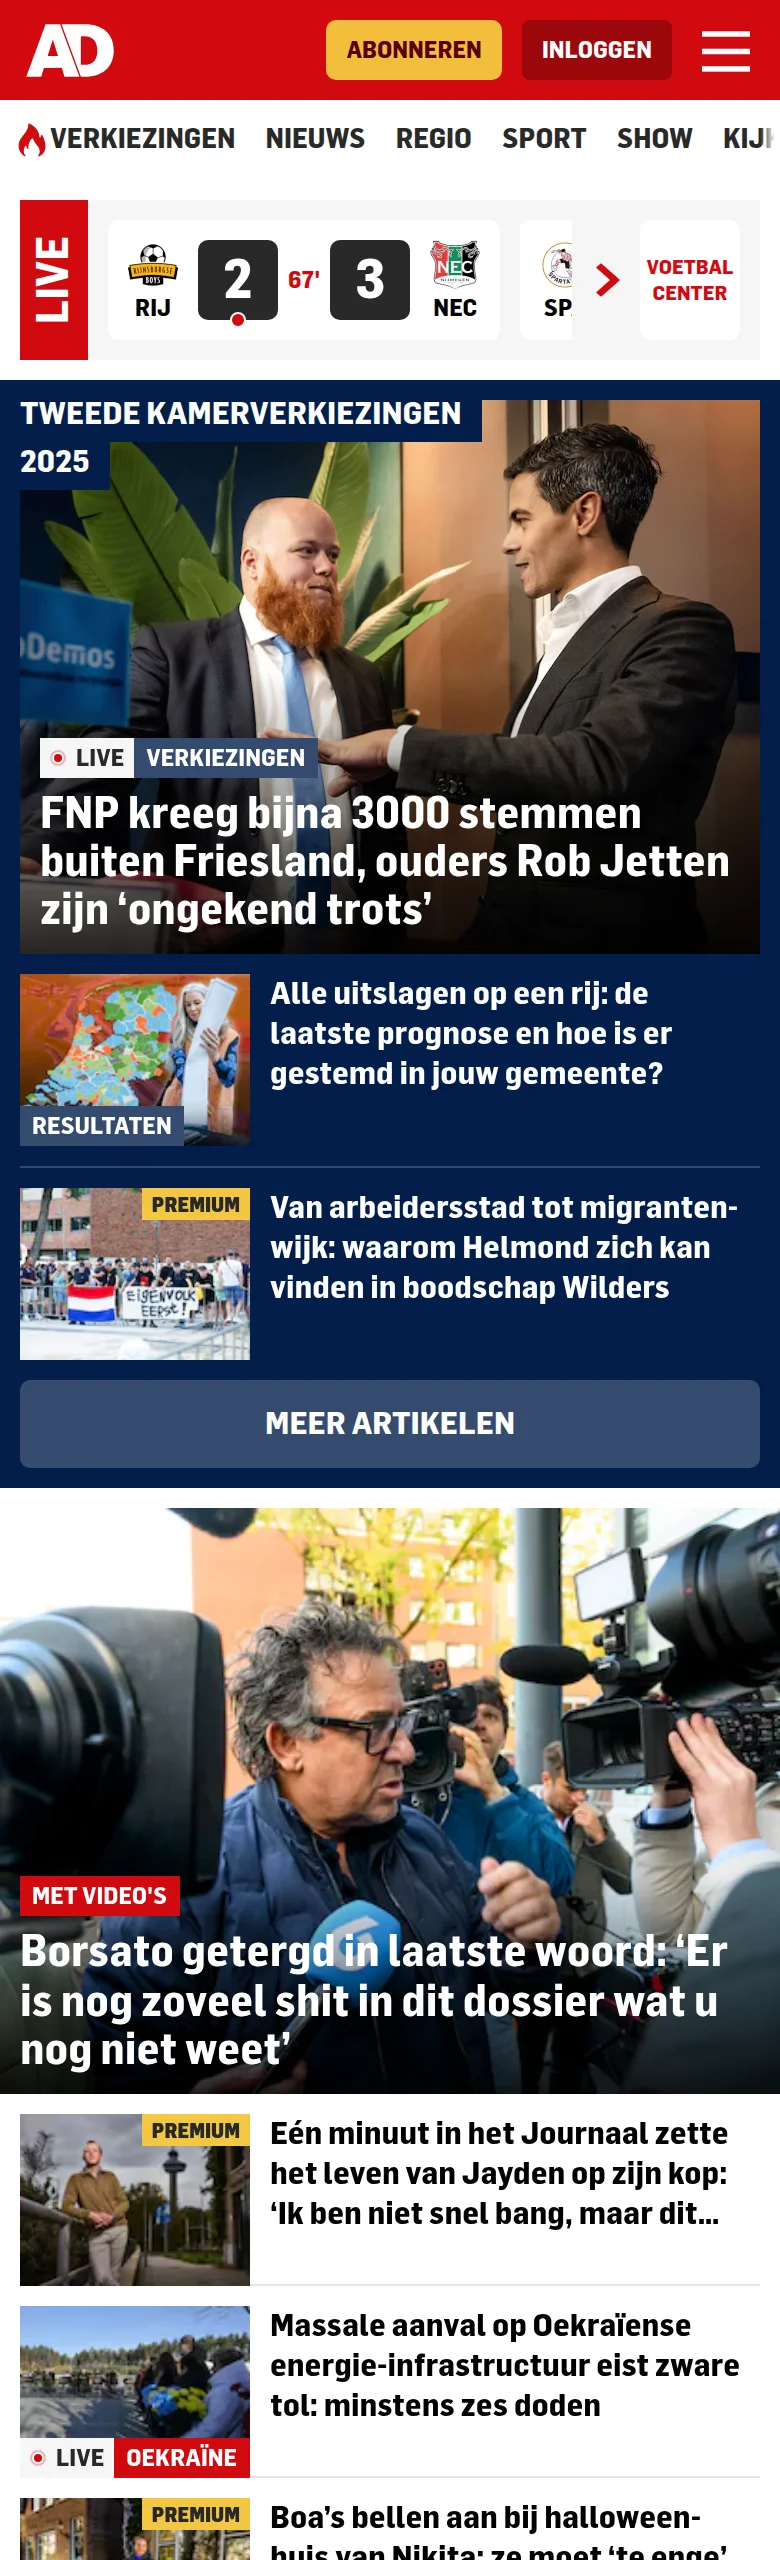 AD
ABONNEREN
INLOGGEN
VERKIEZINGEN NIEUWS REGIO SPORT SHOW
LIVE
RIJNSBURGSE
BOYS
RIJ
2
67'
3
NEC
NIJMEGEN
NEC
SPARTA
SPA
VOETBAL
CENTER
TWEEDE KAMERVERKIEZINGEN
2025
Demos
LIVE VERKIEZINGEN
FNP kreeg bijna 3000 stemmen
buiten Friesland, ouders Rob Jetten
zijn ‘ongekend trots’
Alle uitslagen op een rij: de
laatste prognose en hoe is er
gestemd in jouw gemeente?
RESULTATEN
PREMIUM
EIGEN VOLK
EERST!
Van arbeidersstad tot migranten-
wijk: waarom Helmond zich kan
vinden in boodschap Wilders
MEER ARTIKELEN
MET VIDEO'S
Borsato getergd in laatste woord: ‘Er
is nog zoveel shit in dit dossier wat u
nog niet weet’
PREMIUM
Eén minuut in het Journaal zette
het leven van Jayden op zijn kop:
‘Ik ben niet snel bang, maar dit...
Massale aanval op Oekraïense
energie-infrastructuur eist zware
tol: minstens zes doden
LIVE OEKRAÏNE
PREMIUM
Boa’s bellen aan bij halloween-
huis van Nikita: ze moet ‘te enge’